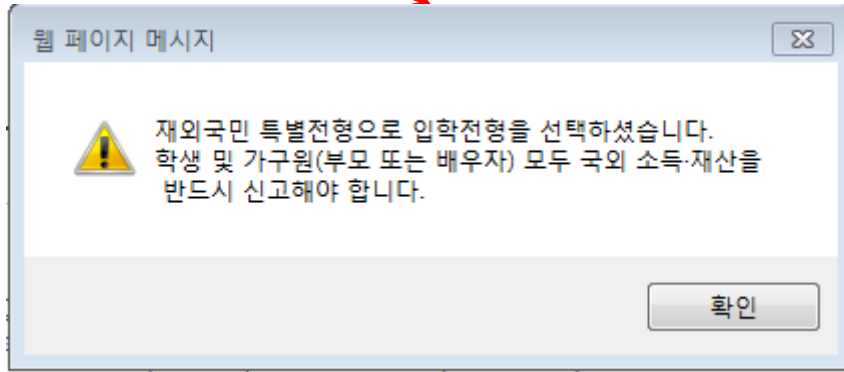 웹 페이지 메시지
재외국민 특별전형으로 입학전형을 선택하셨습니다.
학생 및 가구원(부모 또는 배우자) 모두 국외 소득·재산을
반드시 신고해야 합니다.
확인